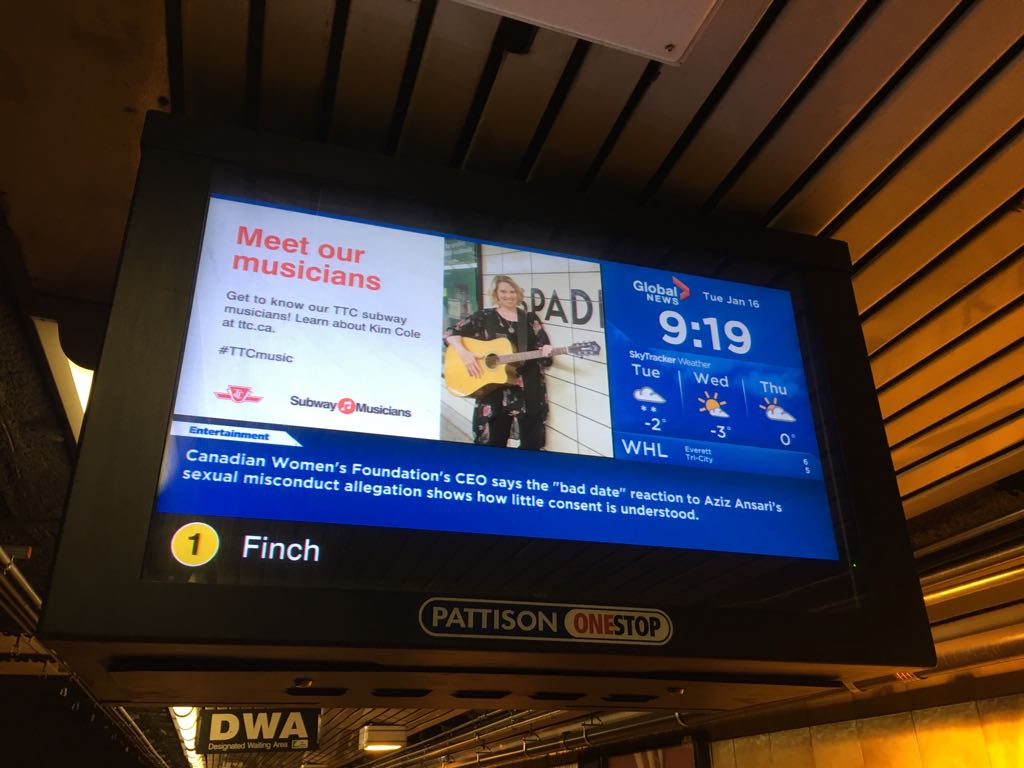 Meet our
musicians
Get to know our TTC subway
musicians! Learn about Kim Cole
at ttc.ca.
#TTCmusic
Subway Musicians
PADI
Global
NEWS
Tue Jan 16
9:19
SkyTracker Weather
Tue
Wed
Thu
-2°
-3°
0°
WHL
Everett 6
Tri-City 5
Entertainment
Canadian Women's Foundation's CEO says the "bad date" reaction to Aziz Ansari's
sexual misconduct allegation shows how little consent is understood.
1 Finch
PATTISON ONESTOP
DWA
Designated Waiting Area